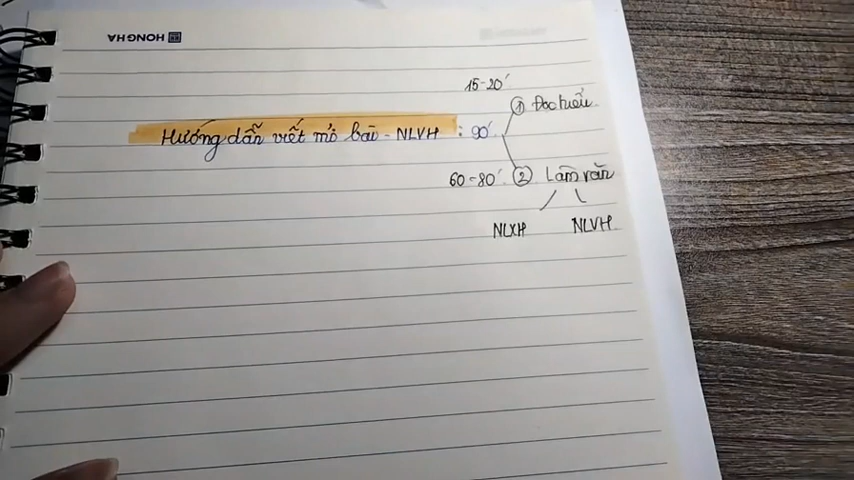 HONG HA
15-20'
① Đọc hiểu
Hướng dẫn viết mở bài - NLVH : 90'
60-80' ② Làm văn
NLXH NLVH